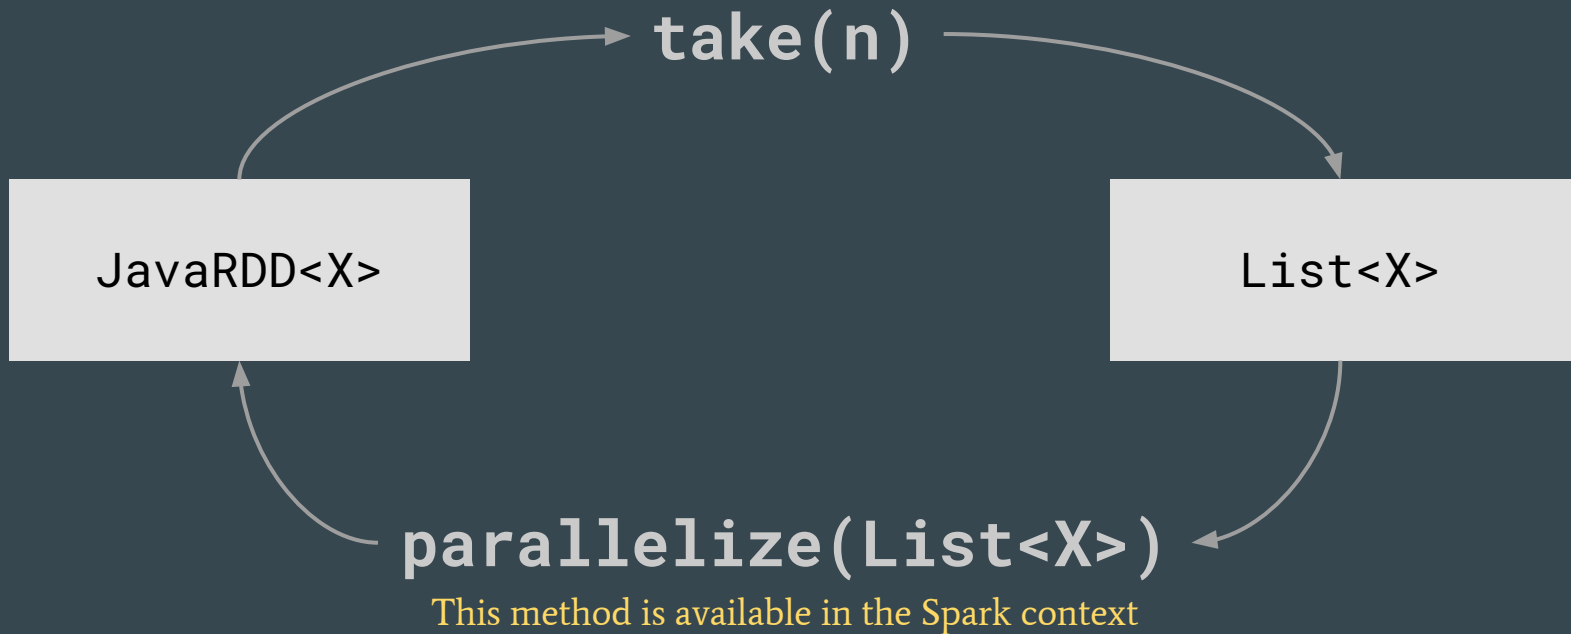 take(n)
JavaRDD<X>
List<X>
parallelize(List<X>)
This method is available in the Spark context